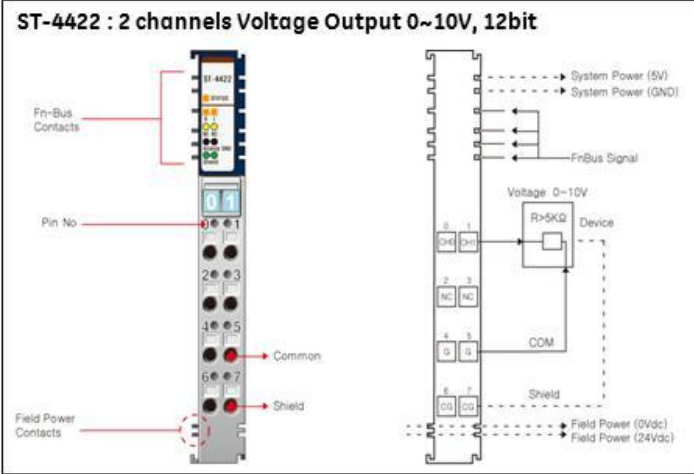 ST-4422 : 2 channels Voltage Output 0~10V, 12bit
ST-4422
STATUS
Fn-Bus
Contacts
0 1
Pin No
0 1
2 3
4 5
Common
6 7
Shield
Field Power
Contacts
System Power (5V)
System Power (GND)
FnBus Signal
Voltage 0~10V
R>5KΩ
Device
0 1
CH0 CH1
2 3
NC NC
4 5
G G
COM
6 7
CG CG
Shield
Field Power (0Vdc)
Field Power (24Vdc)